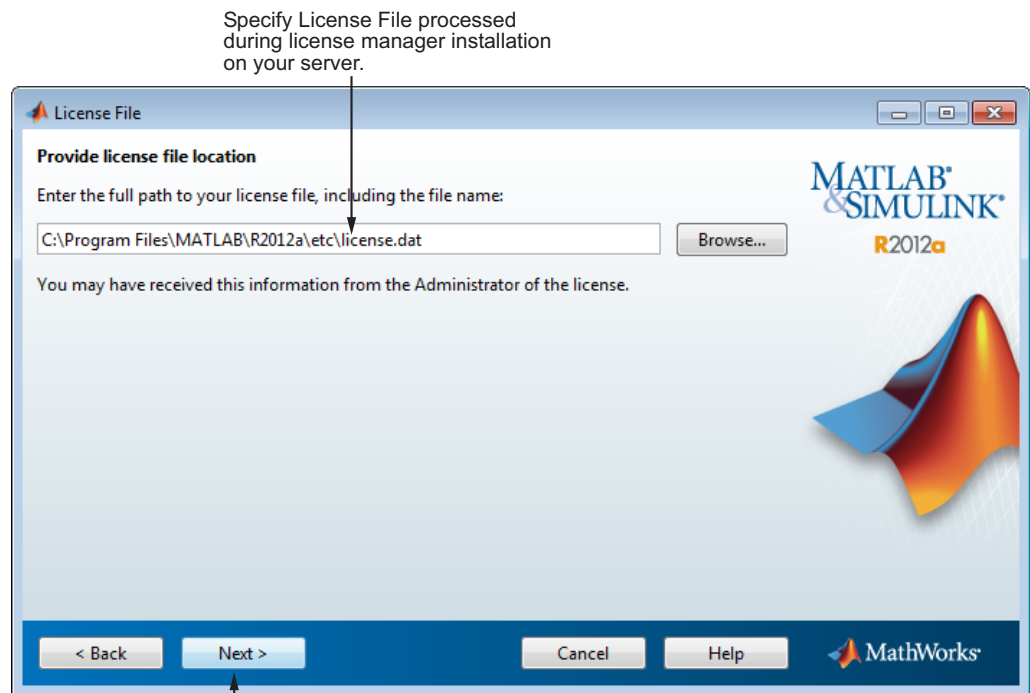 Specify License File processed
during license manager installation
on your server.
License File
Provide license file location
Enter the full path to your license file, including the file name:
C:\Program Files\MATLAB\R2012a\etc\license.dat
Browse...
You may have received this information from the Administrator of the license.
MATLAB®
&SIMULINK®
R2012a
< Back
Next >
Cancel
Help
MathWorks®